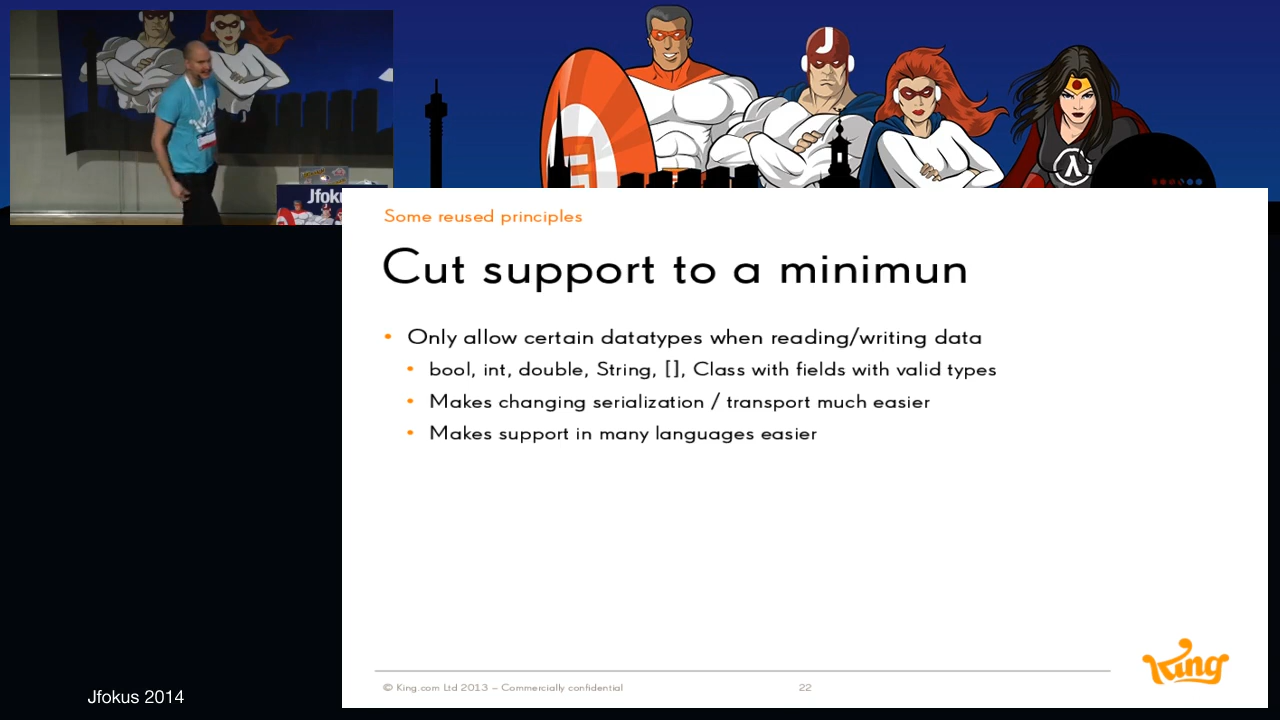 Jfok
Some reused principles
Cut support to a minimun
• Only allow certain datatypes when reading/writing data
• bool, int, double, String, [], Class with fields with valid types
• Makes changing serialization / transport much easier
• Makes support in many languages easier
© King.com Ltd 2013 – Commercially confidential
22
King
Jfokus 2014